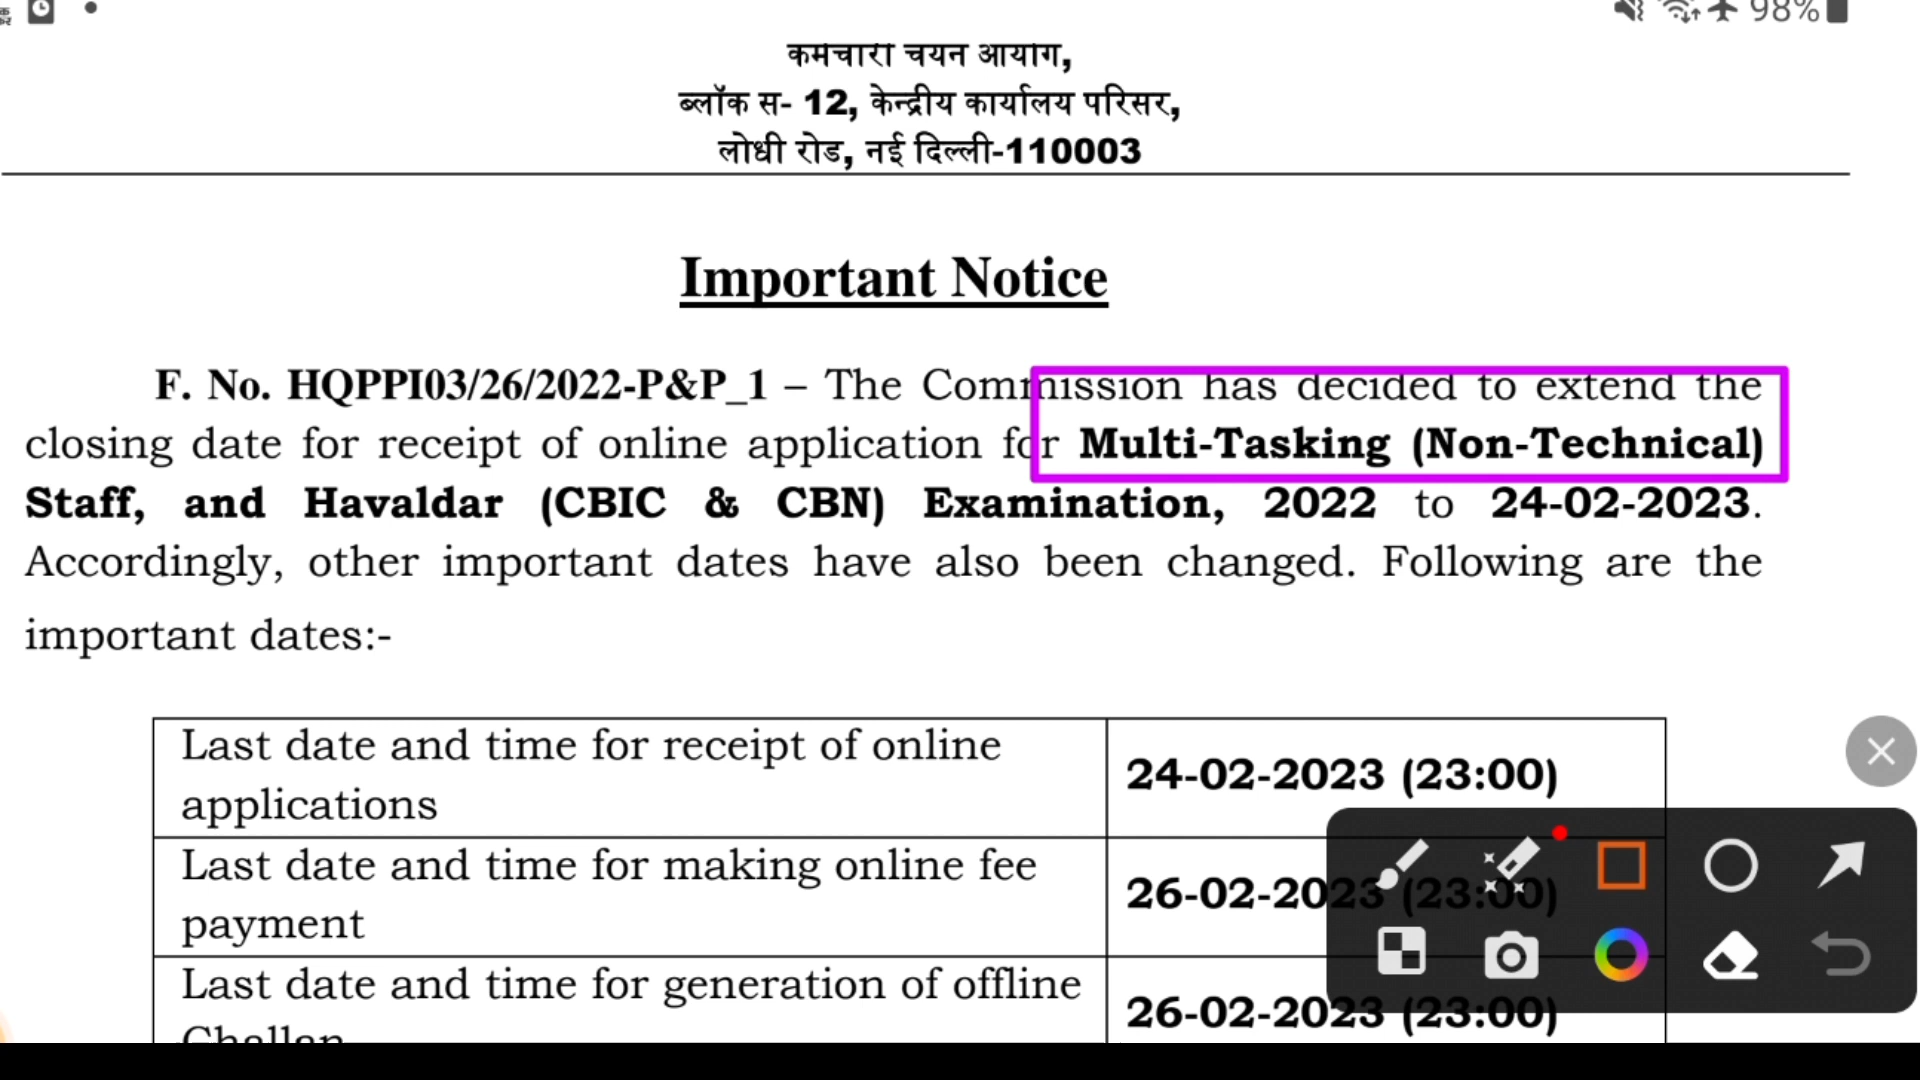 98%
कर्मचारी चयन आयोग,
ब्लॉक स- 12, केन्द्रीय कार्यालय परिसर,
लोधी रोड, नई दिल्ली-110003
Important Notice
F. No. HQPPI03/26/2022-P&P_1 – The Commission has decided to extend the
closing date for receipt of online application for Multi-Tasking (Non-Technical)
Staff, and Havaldar (CBIC & CBN) Examination, 2022 to 24-02-2023.
Accordingly, other important dates have also been changed. Following are the
important dates:-
Last date and time for receipt of online
applications
24-02-2023 (23:00)
Last date and time for making online fee
payment
26-02-2023 (23:00)
Last date and time for generation of offline
Challan
26-02-2023 (23:00)